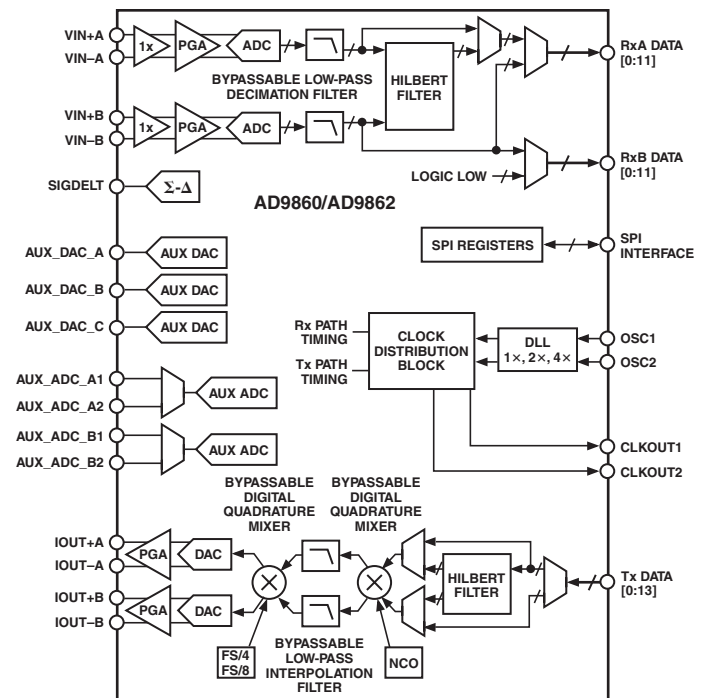 VIN+A
VIN–A
1x
PGA
ADC
BYPASSABLE LOW-PASS
DECIMATION FILTER
HILBERT
FILTER
RxA DATA
[0:11]
VIN+B
VIN–B
1x
PGA
ADC
LOGIC LOW
RxB DATA
[0:11]
SIGDELT
Σ-Δ
AD9860/AD9862
SPI REGISTERS
SPI
INTERFACE
AUX_DAC_A
AUX DAC
AUX_DAC_B
AUX DAC
AUX_DAC_C
AUX DAC
Rx PATH
TIMING
Tx PATH
TIMING
CLOCK
DISTRIBUTION
BLOCK
DLL
1×, 2×, 4×
OSC1
OSC2
AUX_ADC_A1
AUX_ADC_A2
AUX ADC
AUX_ADC_B1
AUX_ADC_B2
AUX ADC
CLKOUT1
CLKOUT2
BYPASSABLE
DIGITAL
QUADRATURE
MIXER
BYPASSABLE
DIGITAL
QUADRATURE
MIXER
IOUT+A
IOUT–A
PGA
DAC
IOUT+B
IOUT–B
PGA
DAC
HILBERT
FILTER
Tx DATA
[0:13]
FS/4
FS/8
BYPASSABLE
LOW-PASS
INTERPOLATION
FILTER
NCO